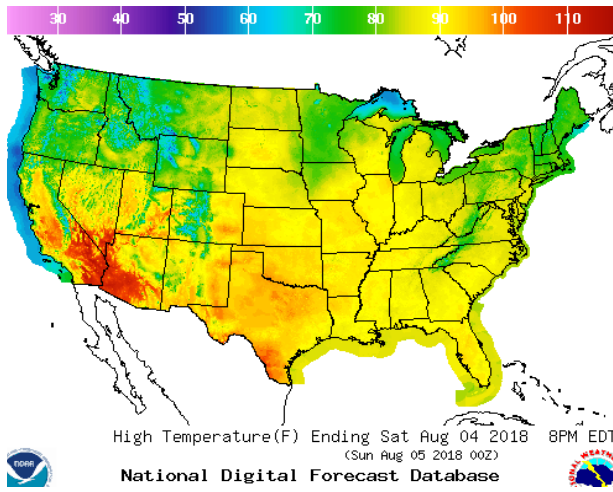 30 40 50 60 70 80 90 100 110
High Temperature(F) Ending Sat Aug 04 2018 8PM EDT
(Sun Aug 05 2018 00Z)
National Digital Forecast Database
NOAA